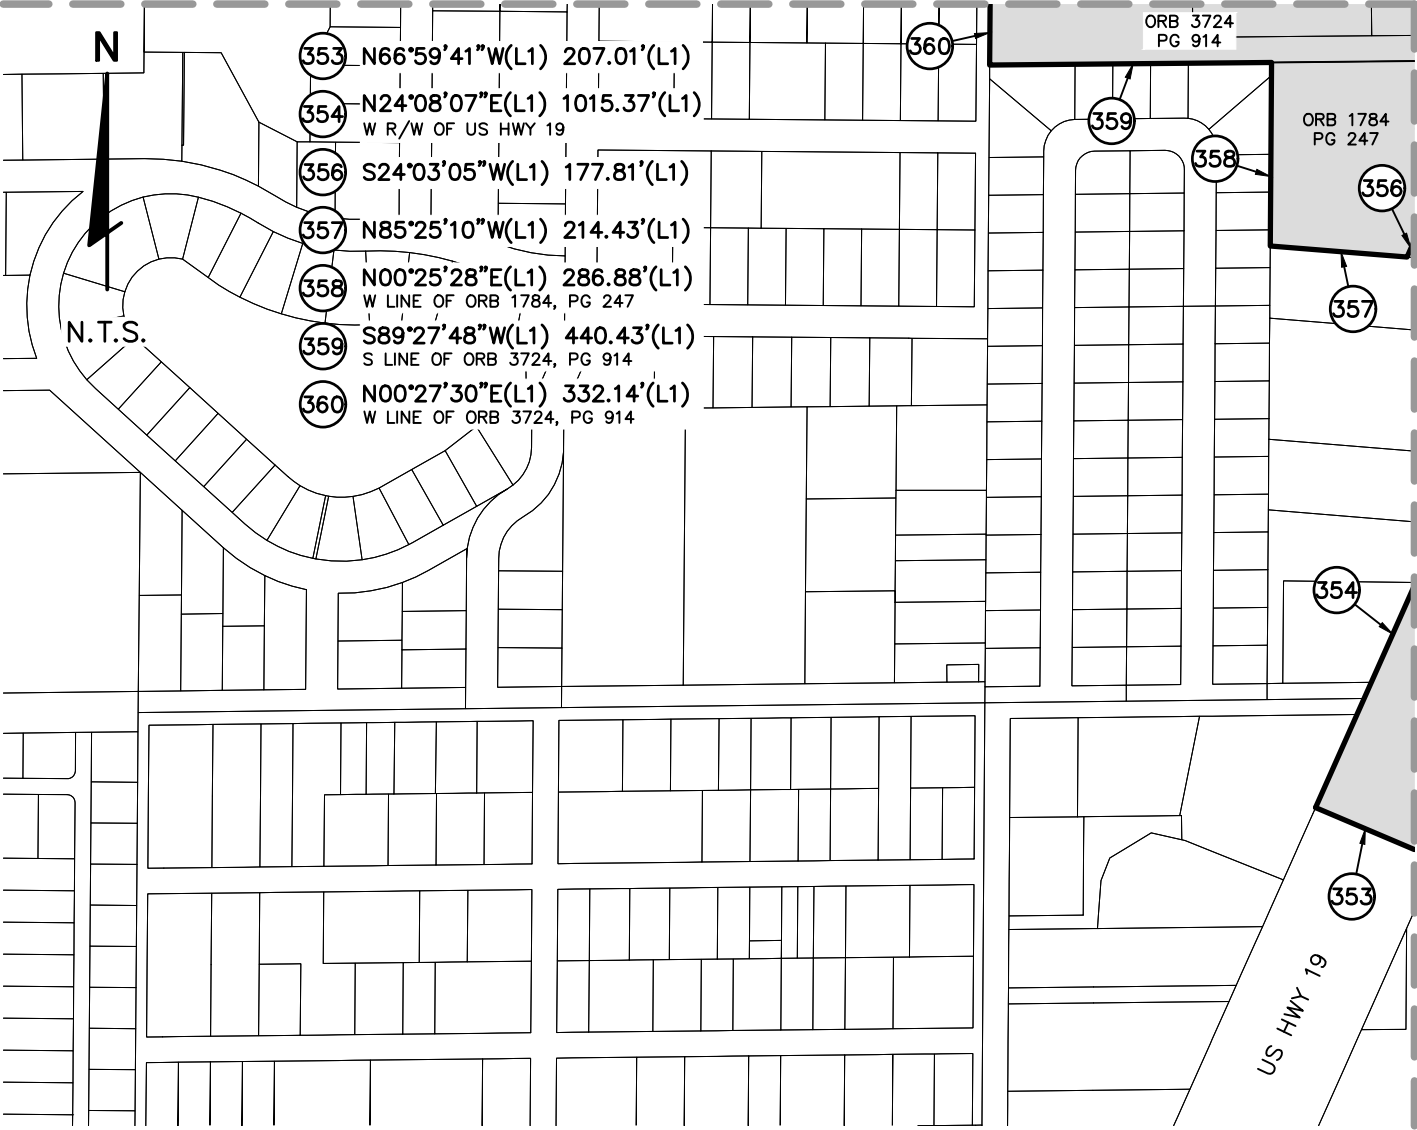 N
N.T.S.
353 N66°59'41"W(L1) 207.01'(L1)
354 N24°08'07"E(L1) 1015.37'(L1)
W R/W OF US HWY 19
356 S24°03'05"W(L1) 177.81'(L1)
357 N85°25'10"W(L1) 214.43'(L1)
358 N00°25'28"E(L1) 286.88'(L1)
W LINE OF ORB 1784, PG 247
359 S89°27'48"W(L1) 440.43'(L1)
S LINE OF ORB 3724, PG 914
360 N00°27'30"E(L1) 332.14'(L1)
W LINE OF ORB 3724, PG 914
360
ORB 3724
PG 914
359
358
ORB 1784
PG 247
356
357
354
353
US HWY 19